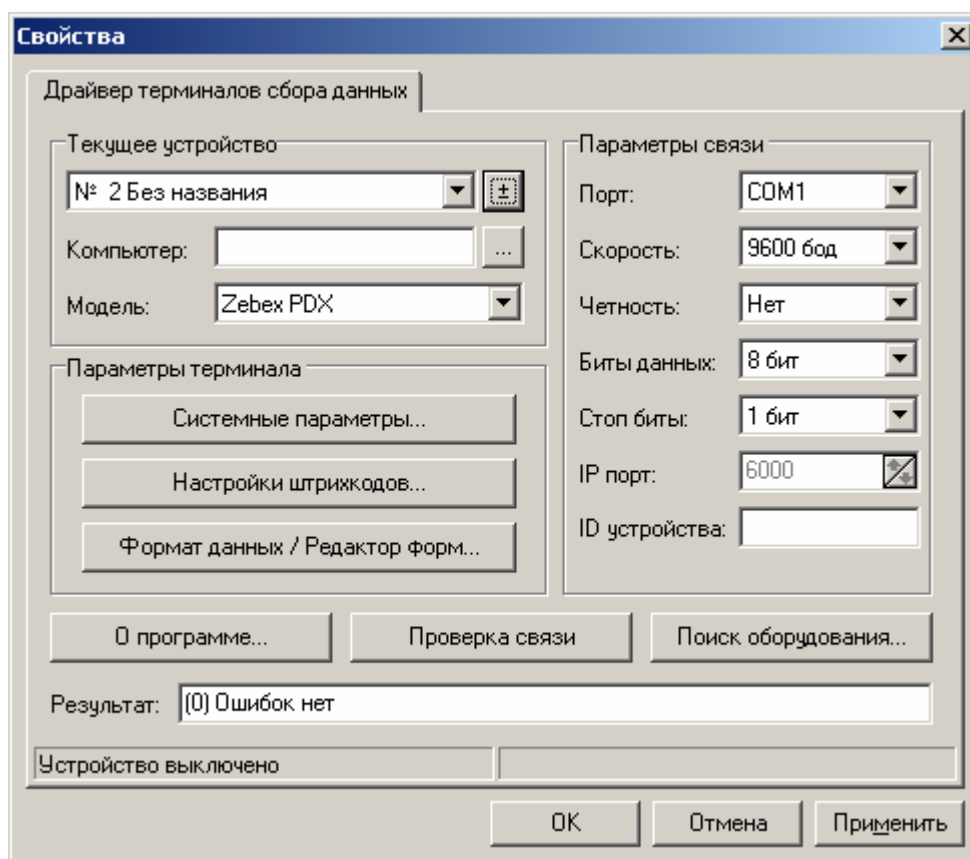 Свойства
Драйвер терминалов сбора данных
Текущее устройство
№ 2 Без названия
±
Компьютер:
...
Модель: Zebex PDX
Параметры терминала
Системные параметры...
Настройки штрихкодов...
Формат данных / Редактор форм...
Параметры связи
Порт: COM1
Скорость: 9600 бод
Четность: Нет
Биты данных: 8 бит
Стоп биты: 1 бит
IP порт: 6000
ID устройства:
О программе... Проверка связи Поиск оборудования...
Результат: (0) Ошибок нет
Устройство выключено
OK Отмена Применить